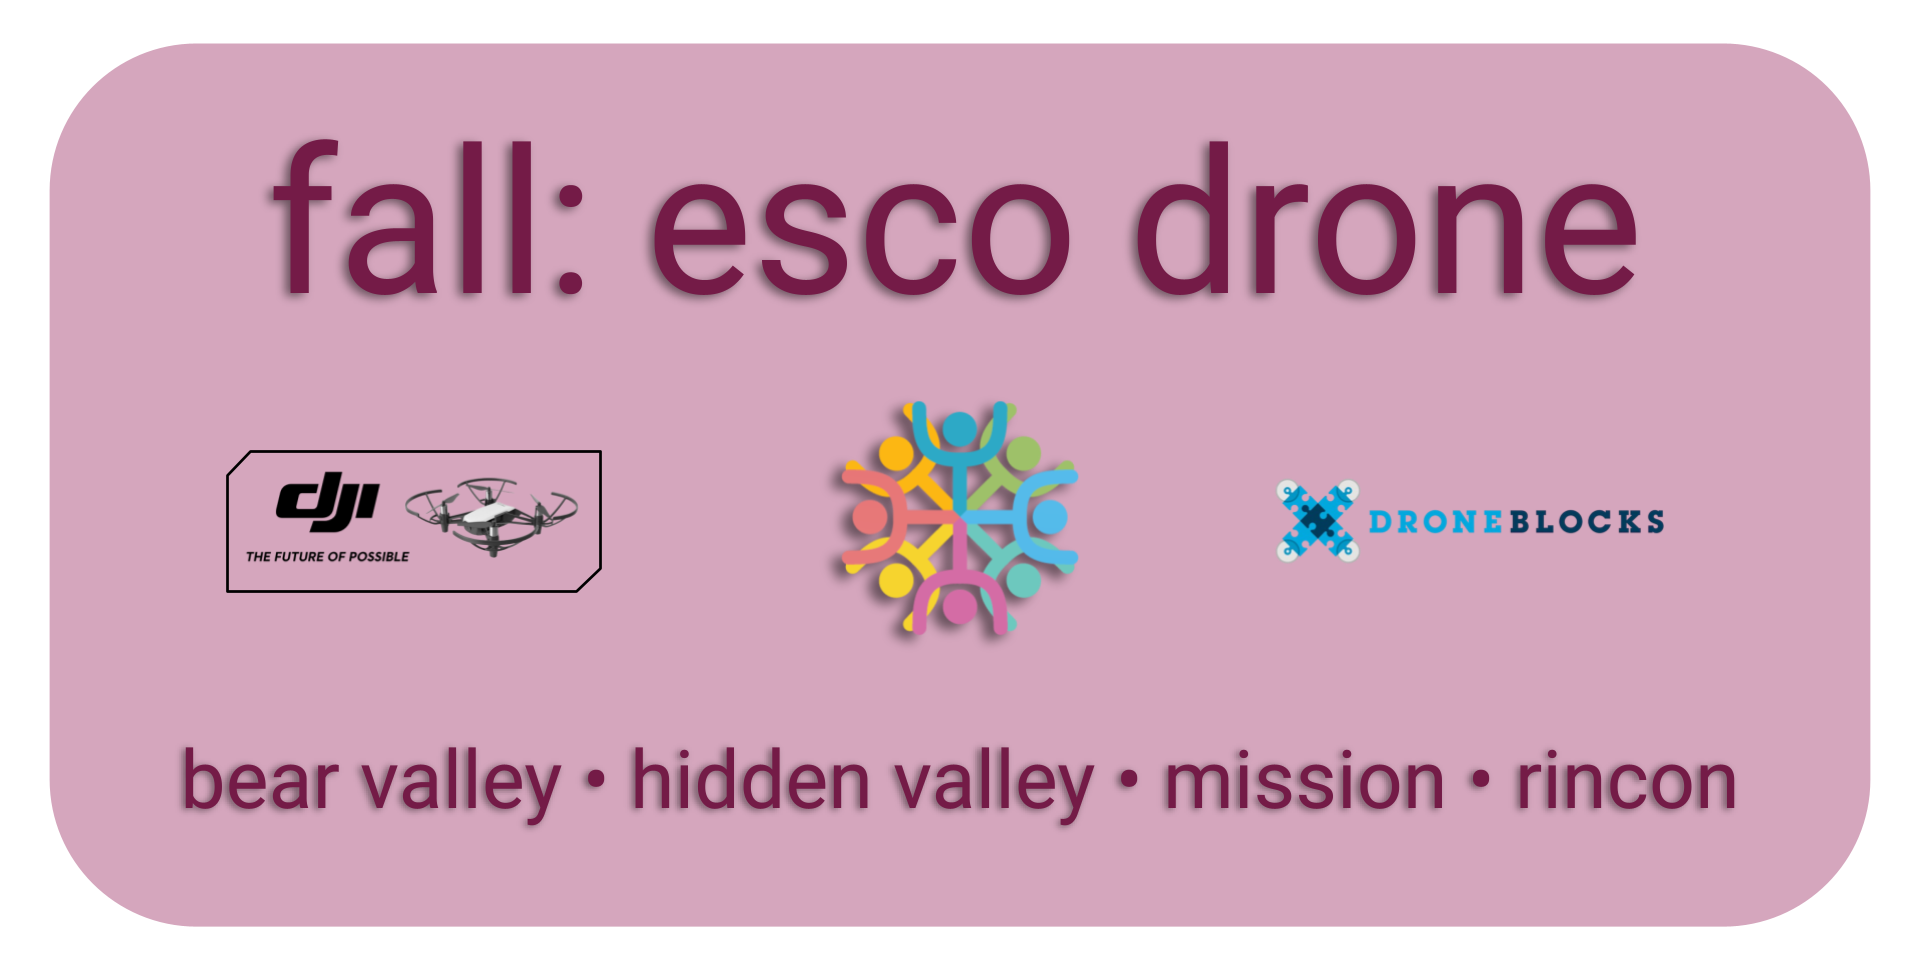 fall: esco drone
dji
THE FUTURE OF POSSIBLE
DRONEBLOCKS
bear valley • hidden valley • mission • rincon